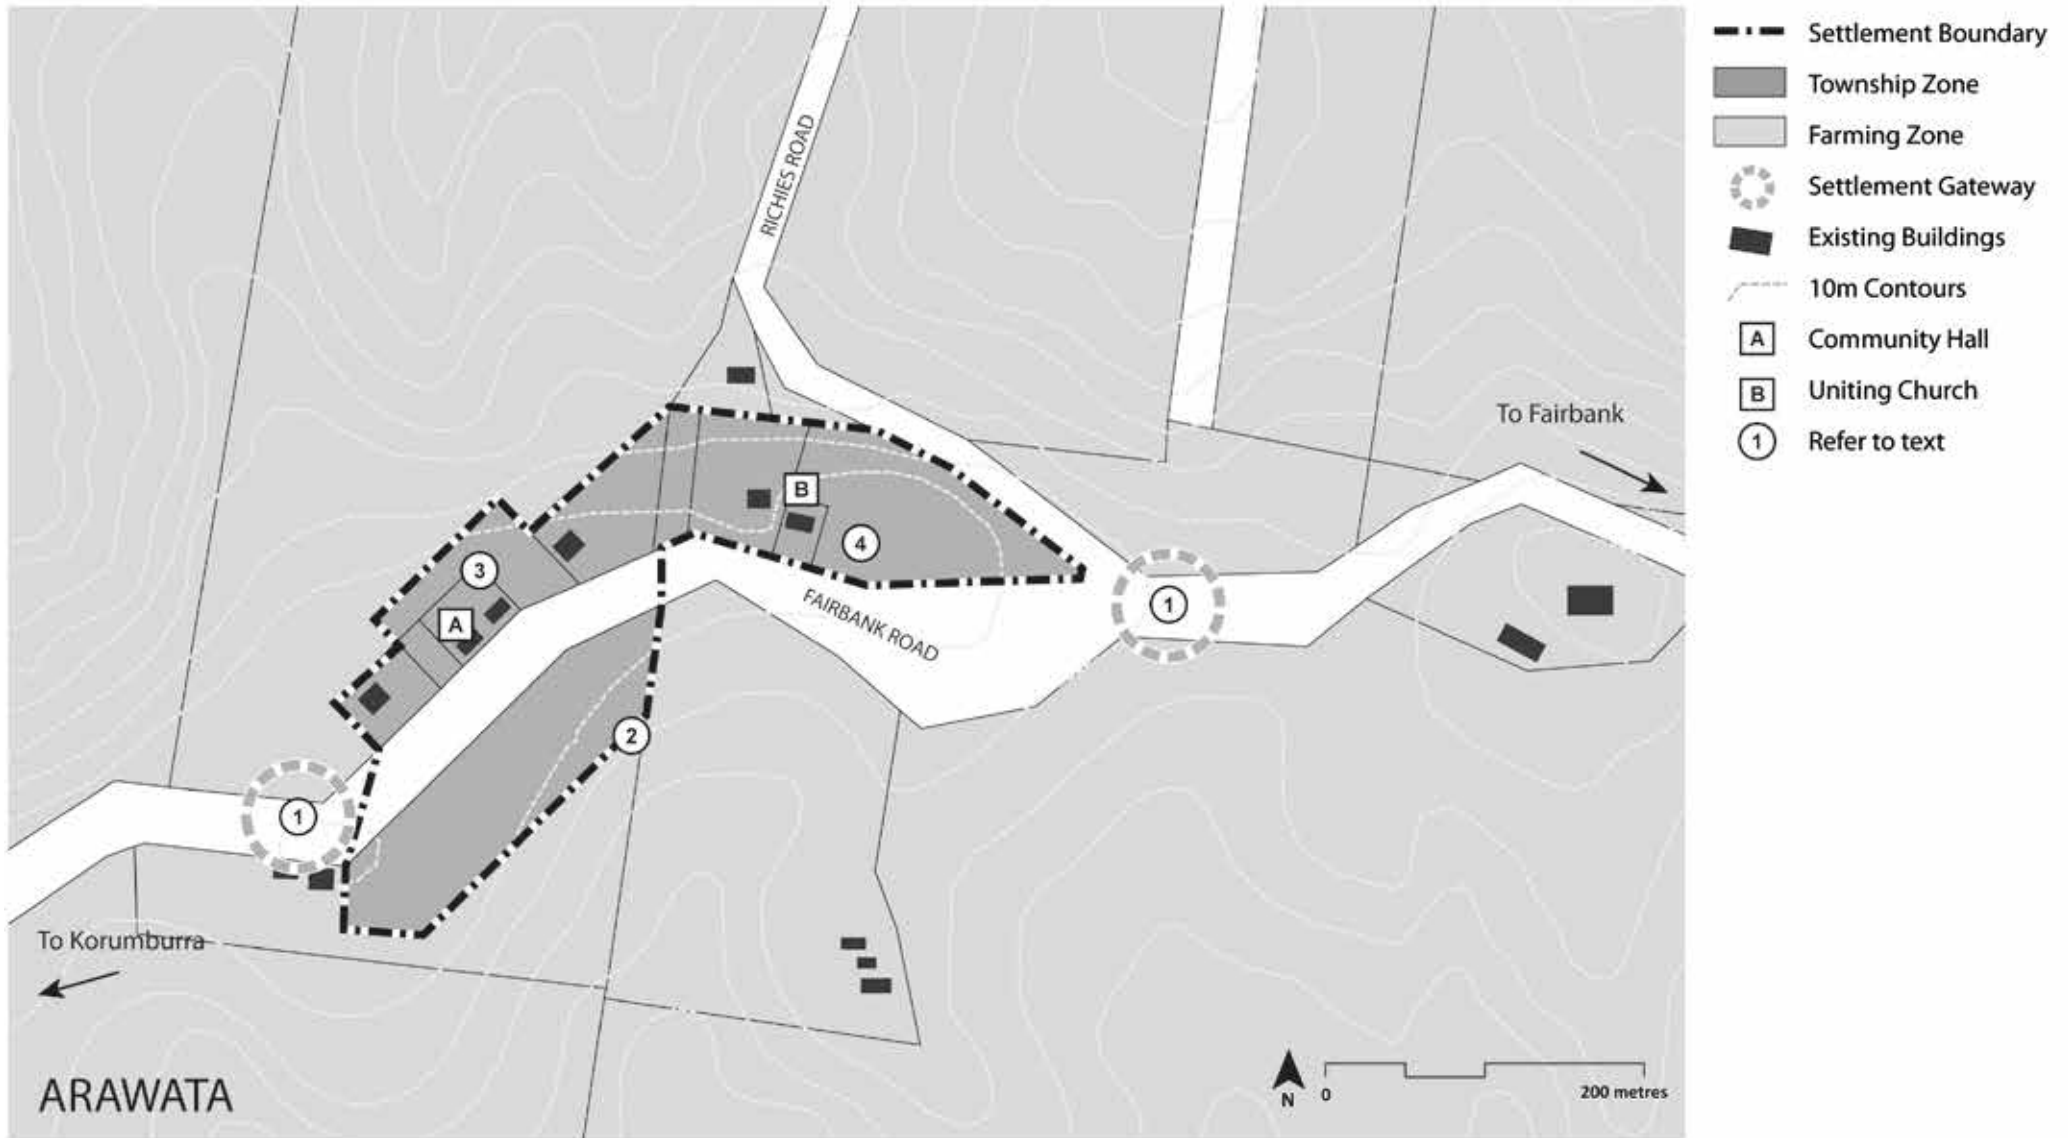 RICHIES ROAD
To Fairbank
B
4
3
A
FAIRBANK ROAD
1
2
1
To Korumburra
ARAWATA
N
0
200 metres
Settlement Boundary
Township Zone
Farming Zone
Settlement Gateway
Existing Buildings
10m Contours
A Community Hall
B Uniting Church
1 Refer to text